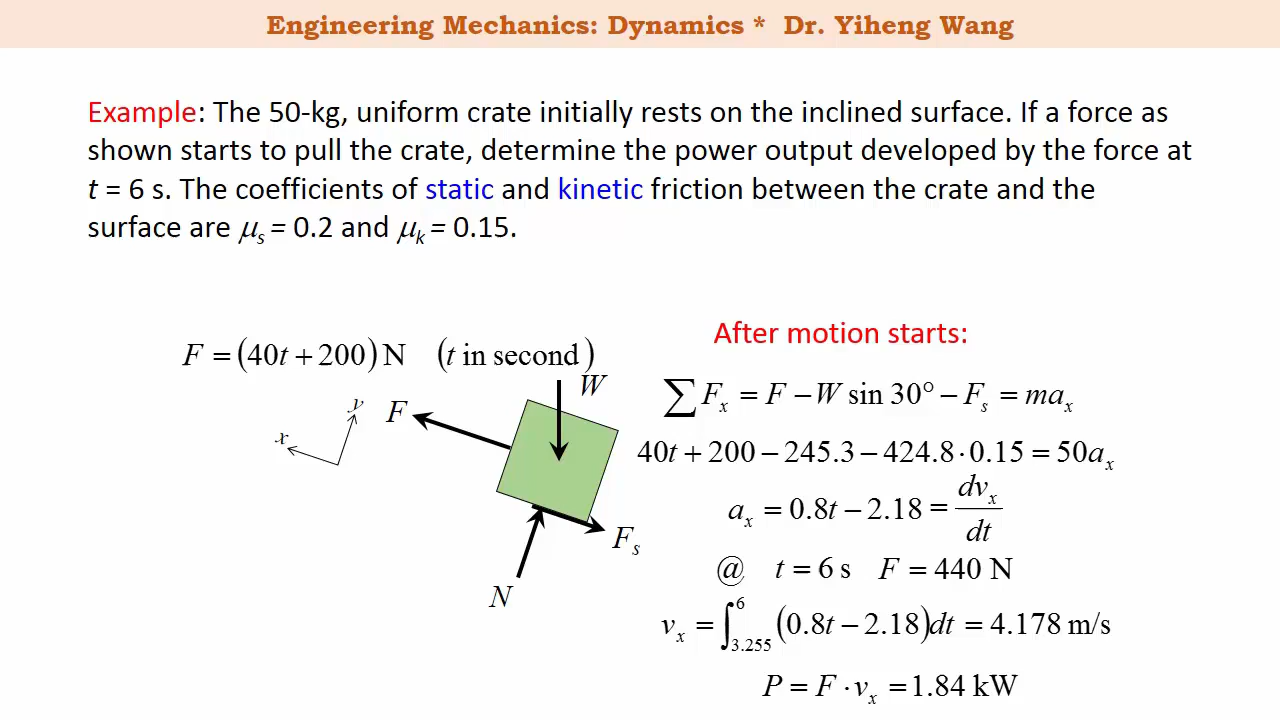 Engineering Mechanics: Dynamics * Dr. Yiheng Wang
Example: The 50-kg, uniform crate initially rests on the inclined surface. If a force as
shown starts to pull the crate, determine the power output developed by the force at
t = 6 s. The coefficients of static and kinetic friction between the crate and the
surface are μs = 0.2 and μk = 0.15.
F = (40t + 200) N (t in second)
W
y
F
x
Fs
N
After motion starts:
∑ Fx = F − W sin 30° − Fs = max
40t + 200 − 245.3 − 424.8 · 0.15 = 50ax
ax = 0.8t − 2.18 = dvx/dt
@ t = 6 s F = 440 N
vx = ∫3.255^6 (0.8t − 2.18)dt = 4.178 m/s
P = F · vx = 1.84 kW